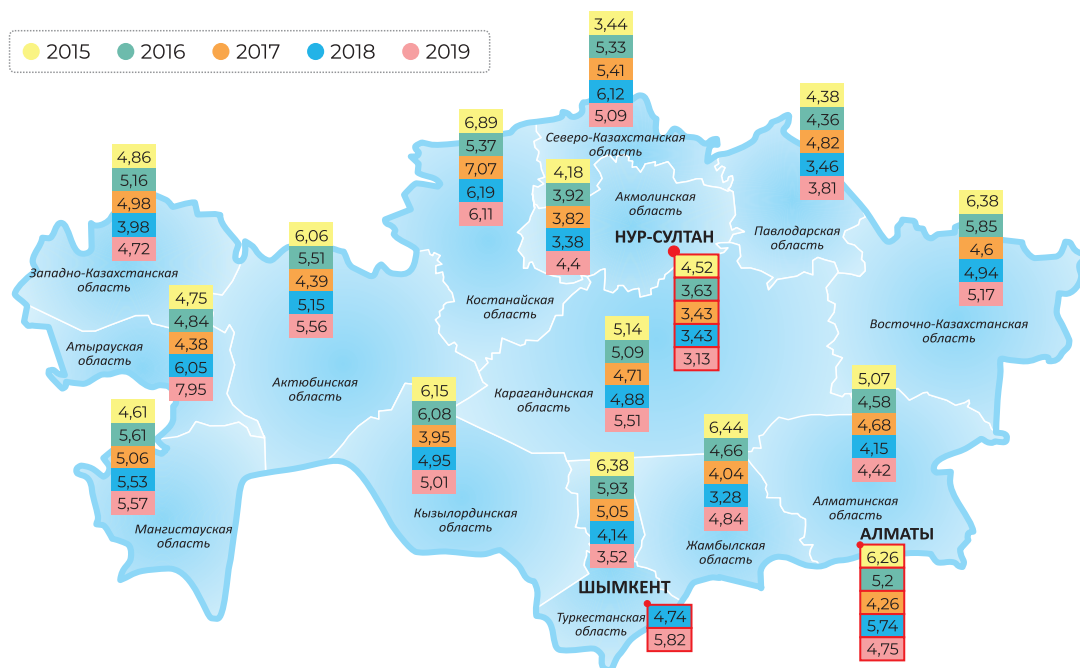 2015 2016 2017 2018 2019
3,44
5,33
5,41
6,12
5,09
Северо-Казахстанская
область
6,89
5,37
7,07
6,19
6,11
Костанайская
область
4,38
4,36
4,82
3,46
3,81
Павлодарская
область
4,86
5,16
4,98
3,98
4,72
Западно-Казахстанская
область
4,18
3,92
3,82
3,38
4,4
Акмолинская
область
НУР-СУЛТАН
4,52
3,63
3,43
3,43
3,13
6,38
5,85
4,6
4,94
5,17
Восточно-Казахстанская
область
6,06
5,51
4,39
5,15
5,56
Актюбинская
область
4,75
4,84
4,38
6,05
7,95
Атырауская
область
5,14
5,09
4,71
4,88
5,51
Карагандинская
область
4,61
5,61
5,06
5,53
5,57
Мангистауская
область
6,15
6,08
3,95
4,95
5,01
Кызылординская
область
6,38
5,93
5,05
4,14
3,52
Туркестанская
область
ШЫМКЕНТ
4,74
5,82
6,44
4,66
4,04
3,28
4,84
Жамбылская
область
5,07
4,58
4,68
4,15
4,42
Алматинская
область
АЛМАТЫ
6,26
5,2
4,26
5,74
4,75